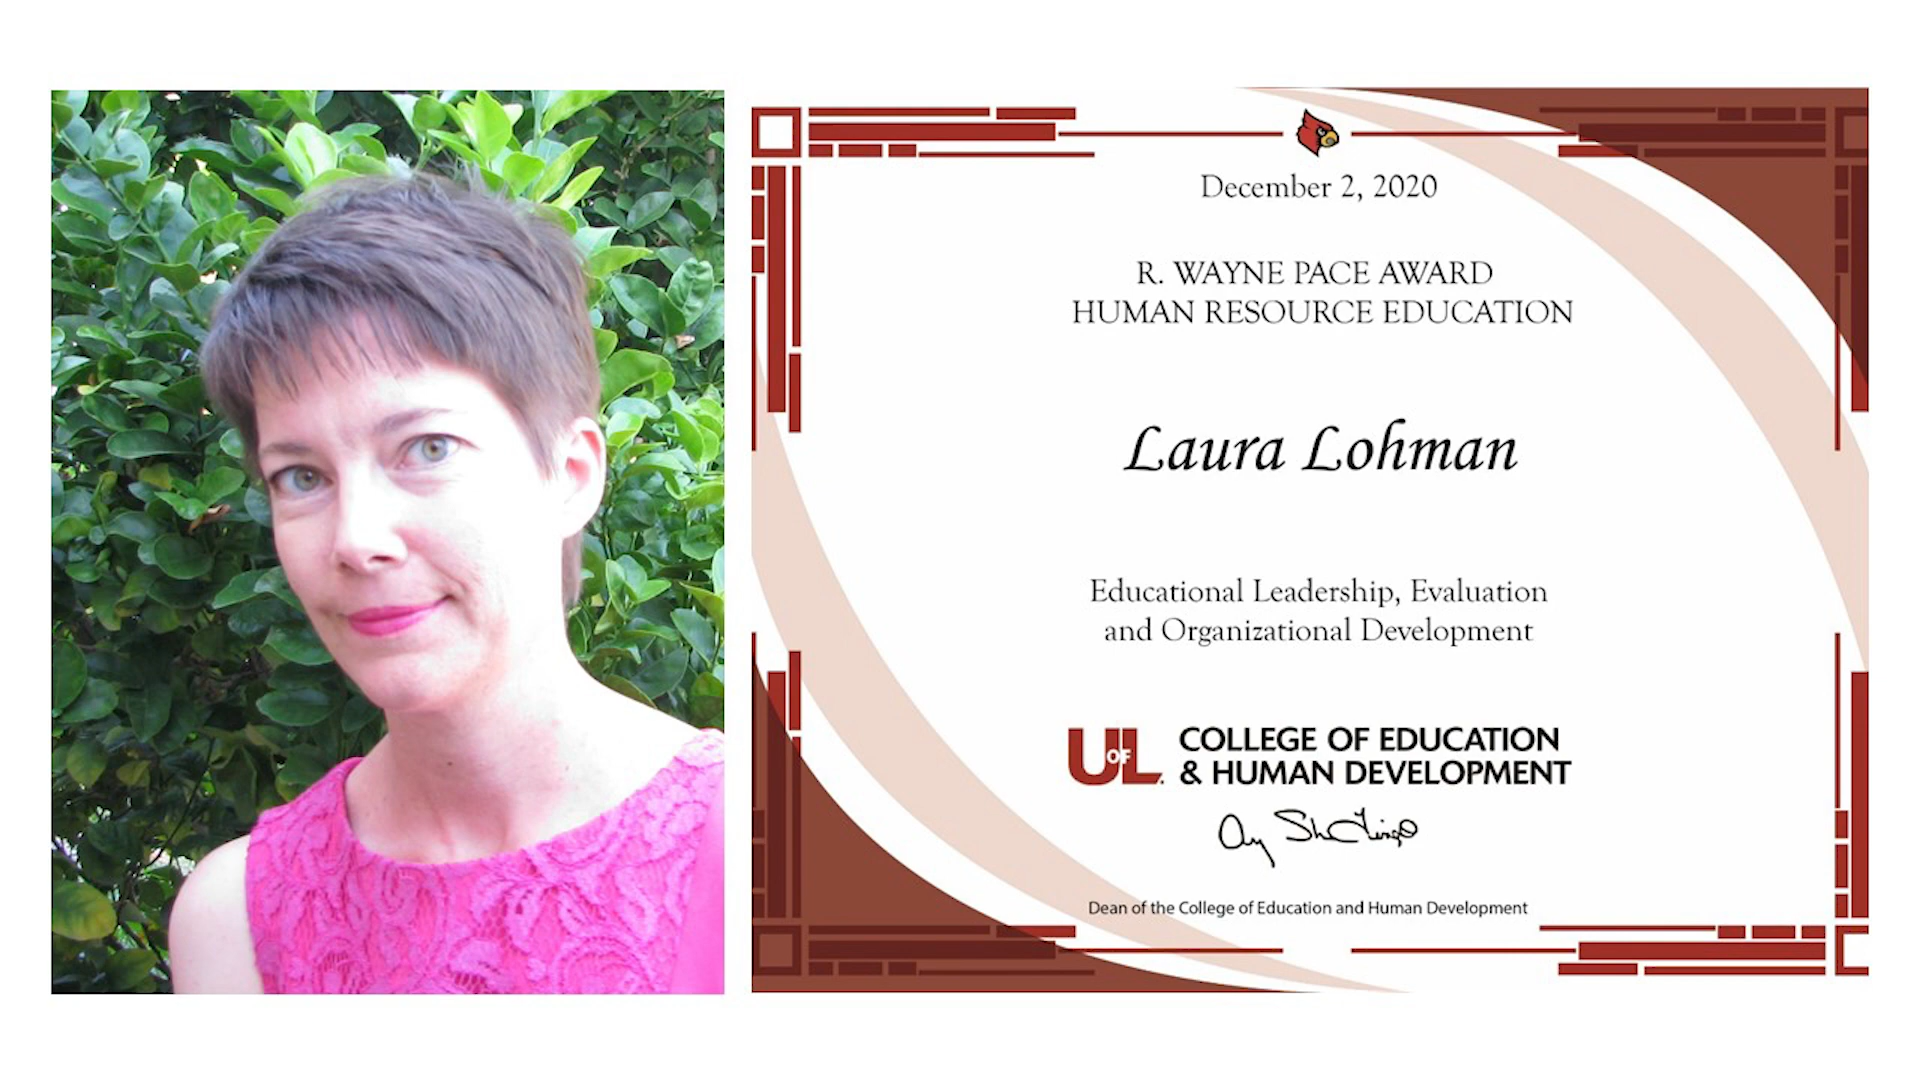 December 2, 2020
R. WAYNE PACE AWARD
HUMAN RESOURCE EDUCATION
Laura Lohman
Educational Leadership, Evaluation
and Organizational Development
UOFL. COLLEGE OF EDUCATION
& HUMAN DEVELOPMENT
Dean of the College of Education and Human Development